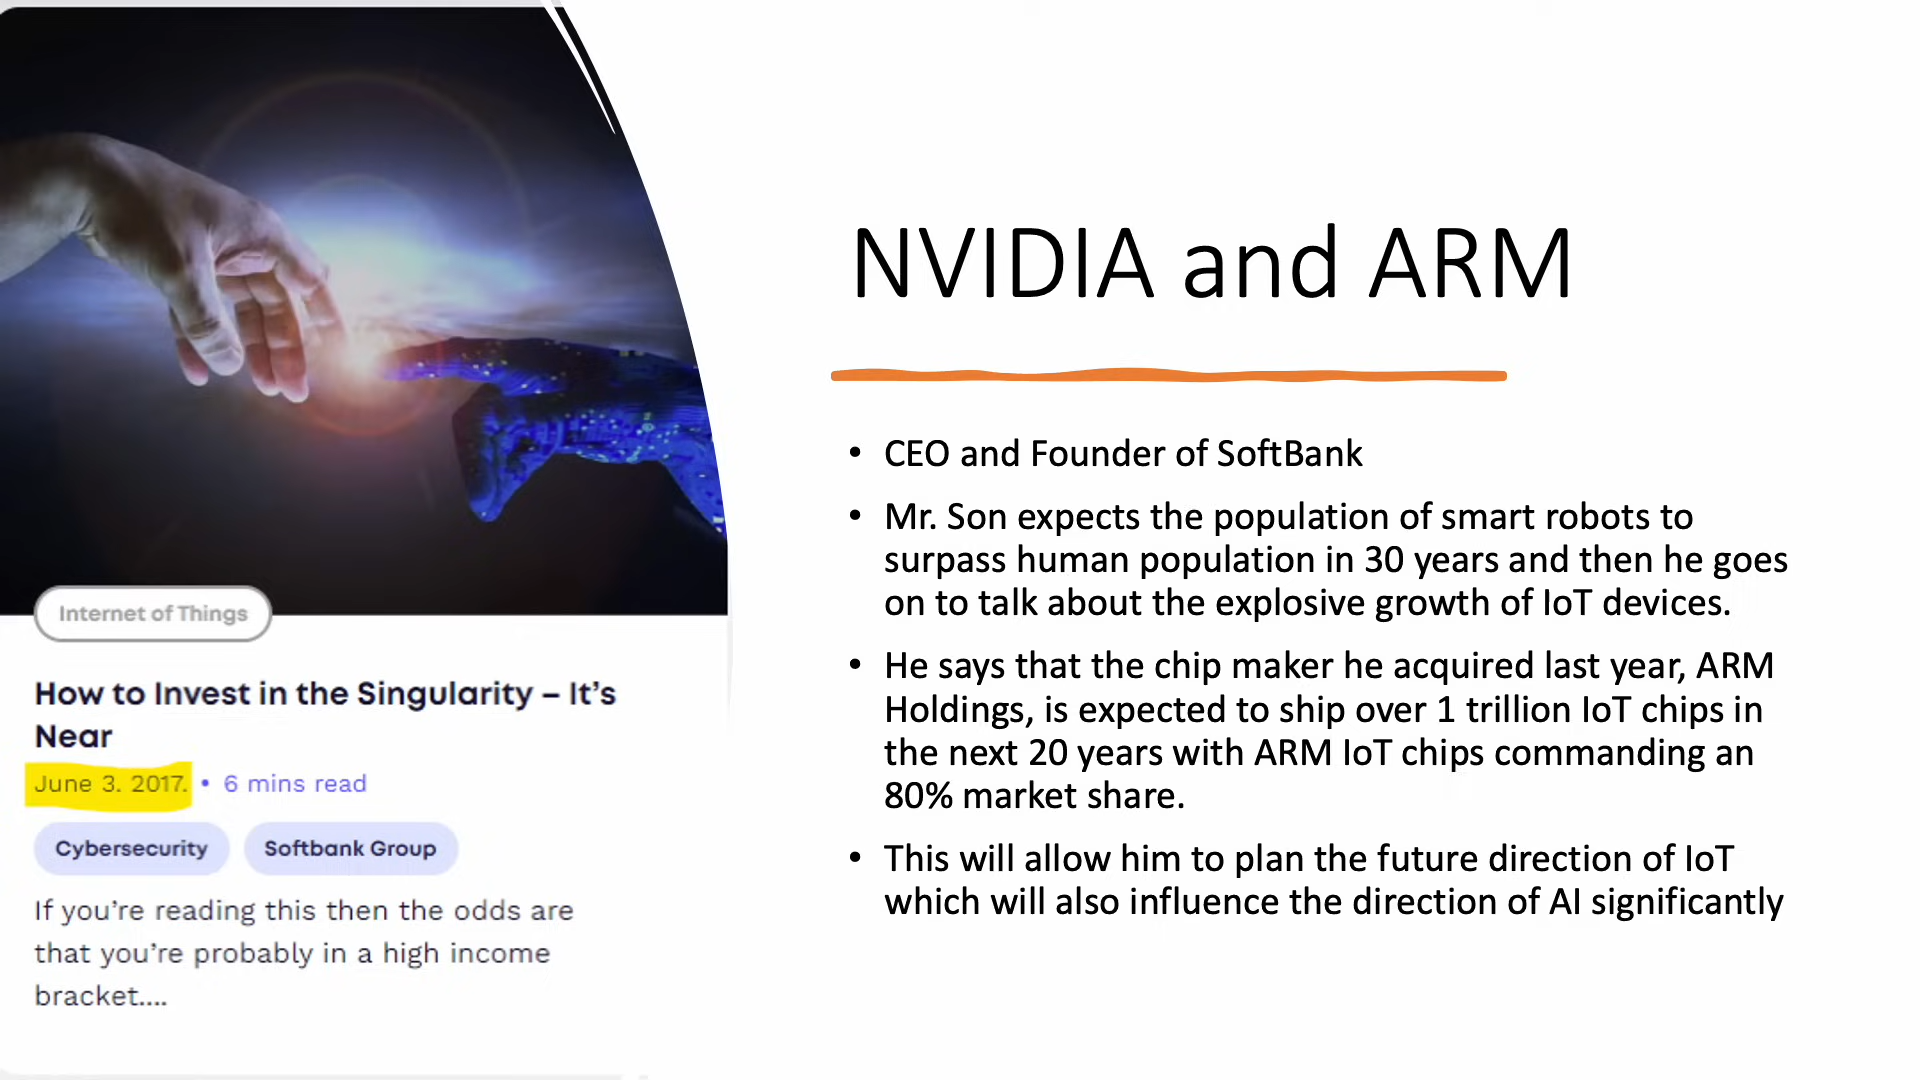 Internet of Things
How to Invest in the Singularity – It's
Near
June 3. 2017. • 6 mins read
Cybersecurity Softbank Group
If you're reading this then the odds are
that you're probably in a high income
bracket....
NVIDIA and ARM
• CEO and Founder of SoftBank
• Mr. Son expects the population of smart robots to
surpass human population in 30 years and then he goes
on to talk about the explosive growth of IoT devices.
• He says that the chip maker he acquired last year, ARM
Holdings, is expected to ship over 1 trillion IoT chips in
the next 20 years with ARM IoT chips commanding an
80% market share.
• This will allow him to plan the future direction of IoT
which will also influence the direction of AI significantly